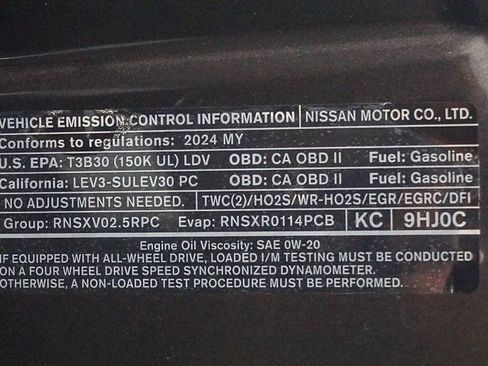 VEHICLE EMISSION CONTROL INFORMATION NISSAN MOTOR CO., LTD.
Conforms to regulations: 2024 MY
U.S. EPA: T3B30 (150K UL) LDV OBD: CA OBD II Fuel: Gasoline
California: LEV3-SULEV30 PC OBD: CA OBD II Fuel: Gasoline
NO ADJUSTMENTS NEEDED. TWC(2)/HO2S/WR-HO2S/EGR/EGRC/DFI
Group: RNSXV02.5RPC Evap: RNSXR0114PCB KC 9HJ0C
Engine Oil Viscosity: SAE 0W-20
IF EQUIPPED WITH ALL-WHEEL DRIVE, LOADED I/M TESTING MUST BE CONDUCTED
ON A FOUR WHEEL DRIVE SPEED SYNCHRONIZED DYNAMOMETER.
OTHERWISE, A NON-LOADED TEST PROCEDURE MUST BE PERFORMED.